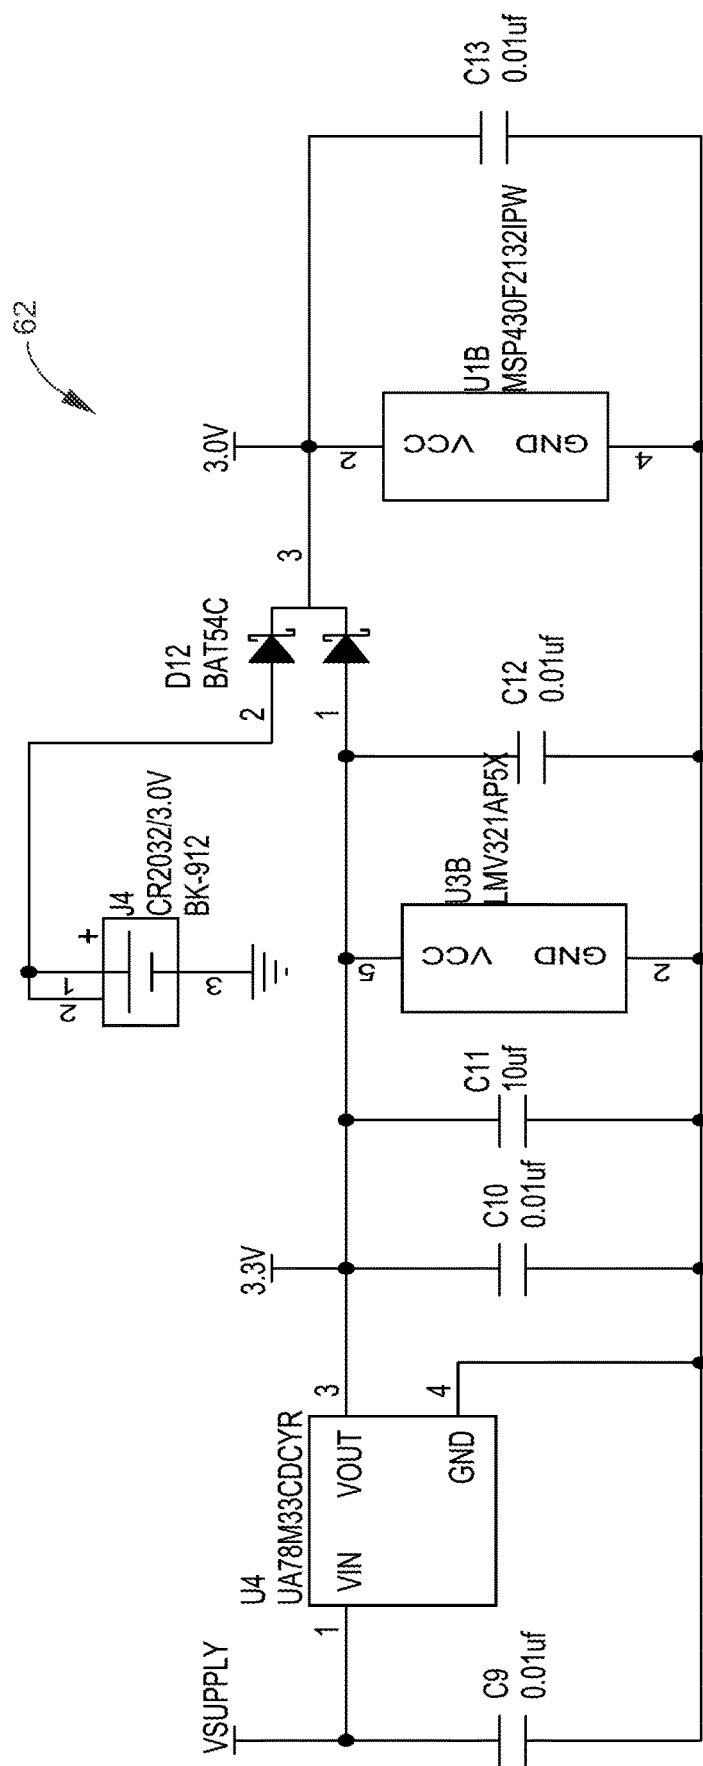 62
VSUPPLY
C9
0.01uf
U4
UA78M33CDCYR
1
VIN
VOUT
3
GND
4
3.3V
C10
0.01uf
C11
10uf
U3B
LMV321AP5X
5
VCC
GND
2
C12
0.01uf
J4
CR2032/3.0V
BK-912
+
1
2
3
D12
BAT54C
2
1
3
3.0V
U1B
MSP430F2132IPW
2
VCC
GND
4
C13
0.01uf